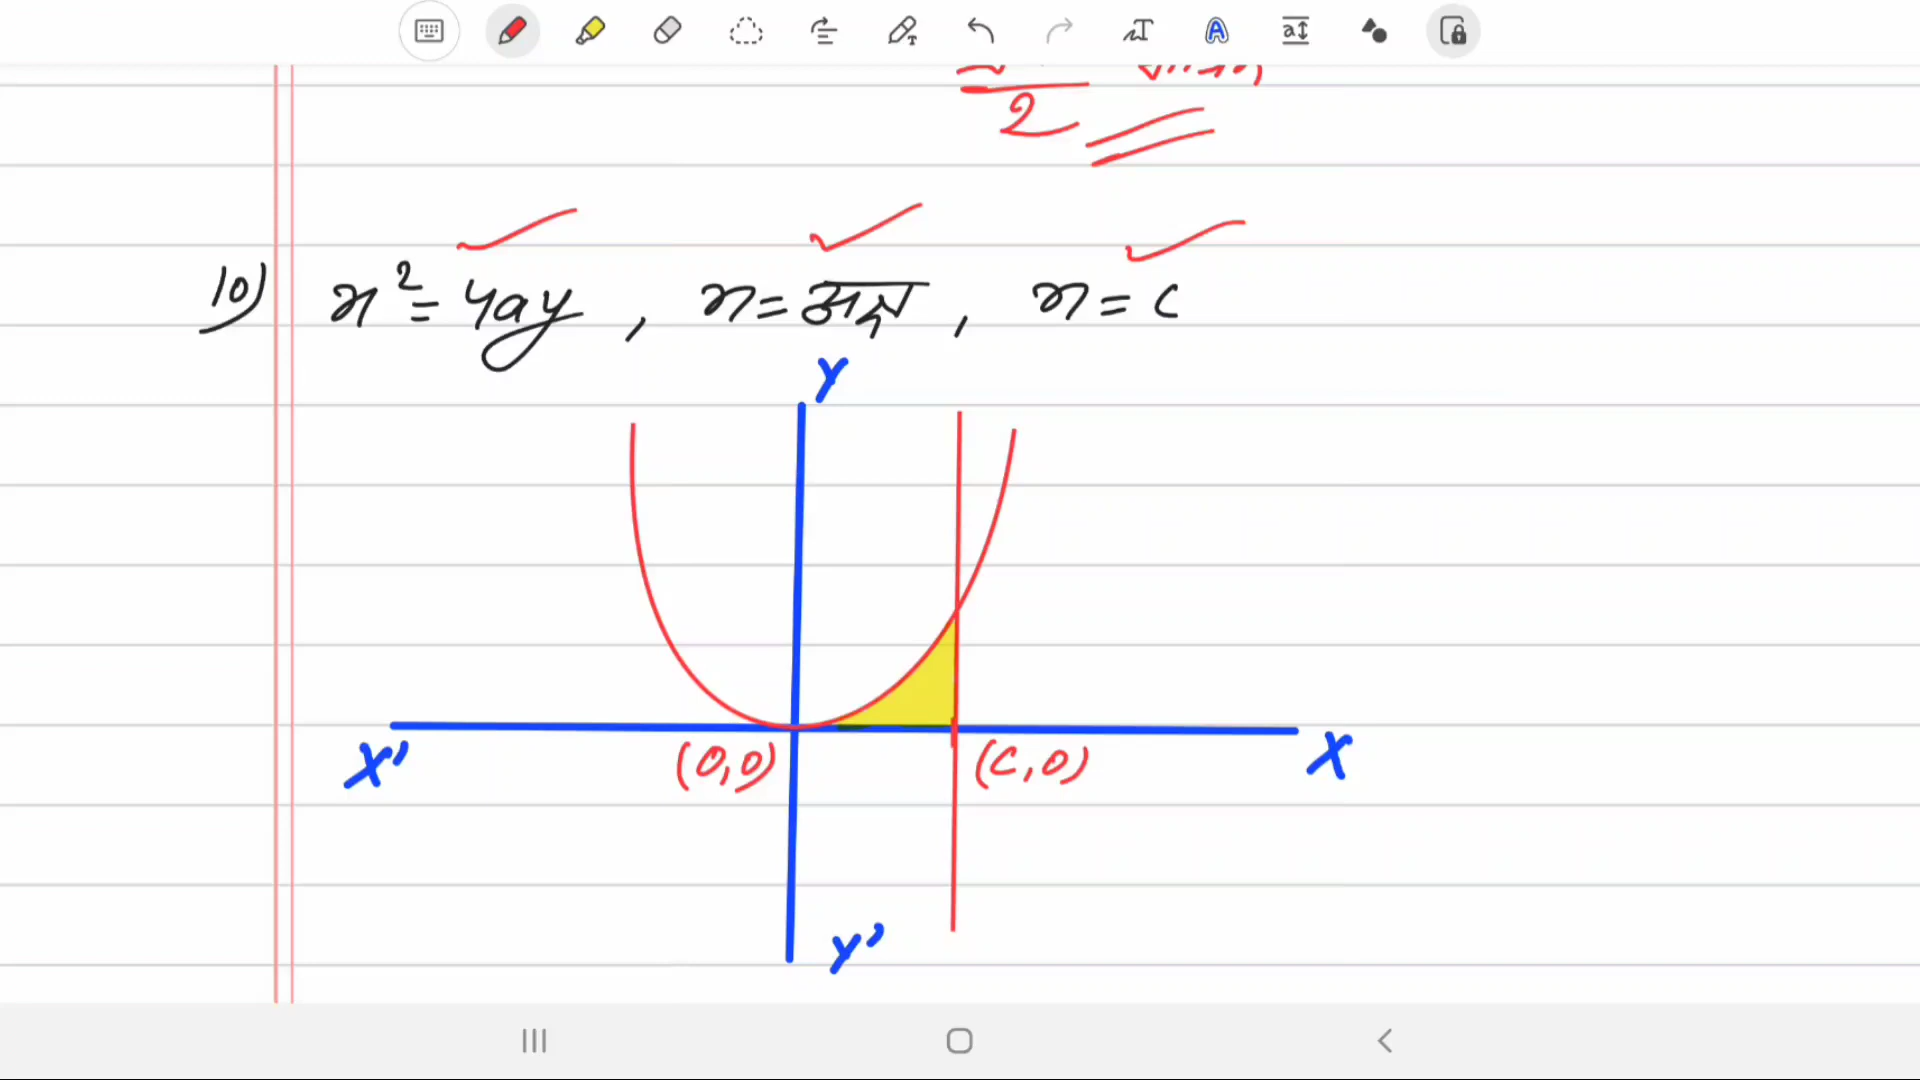 2
10) x² = 4ay , x = अक्ष , x = c
Y
X' (0,0) (C,0) X
Y'